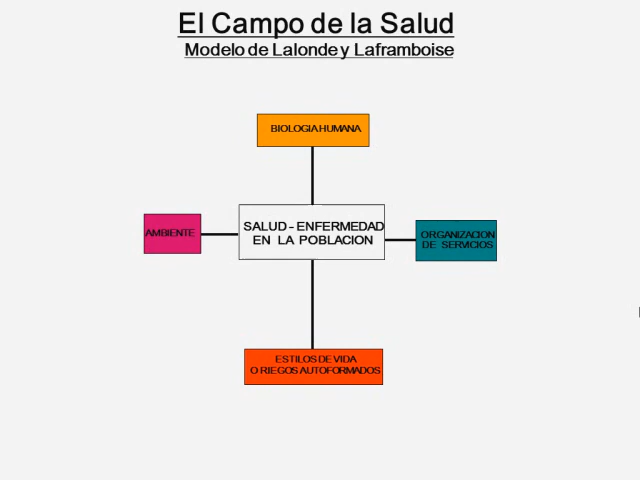 El Campo de la Salud
Modelo de Lalonde y Laframboise
BIOLOGIA HUMANA
AMBIENTE
SALUD - ENFERMEDAD
EN LA POBLACION
ORGANIZACION
DE SERVICIOS
ESTILOS DE VIDA
O RIEGOS AUTOFORMADOS